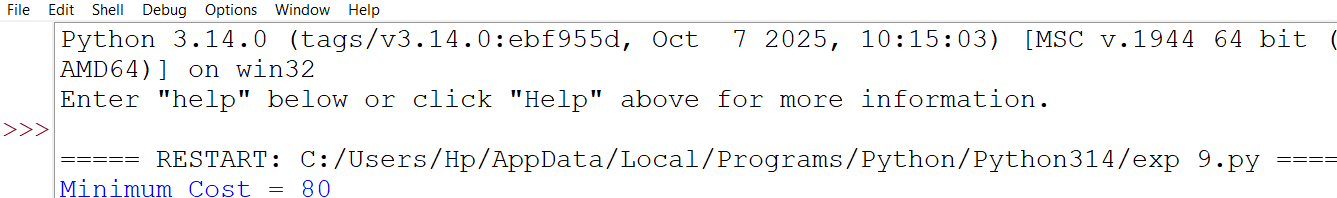 File Edit Shell Debug Options Window Help
Python 3.14.0 (tags/v3.14.0:ebf955d, Oct  7 2025, 10:15:03) [MSC v.1944 64 bit (
AMD64)] on win32
Enter "help" below or click "Help" above for more information.
>>>
===== RESTART: C:/Users/Hp/AppData/Local/Programs/Python/Python314/exp 9.py ====
Minimum Cost = 80